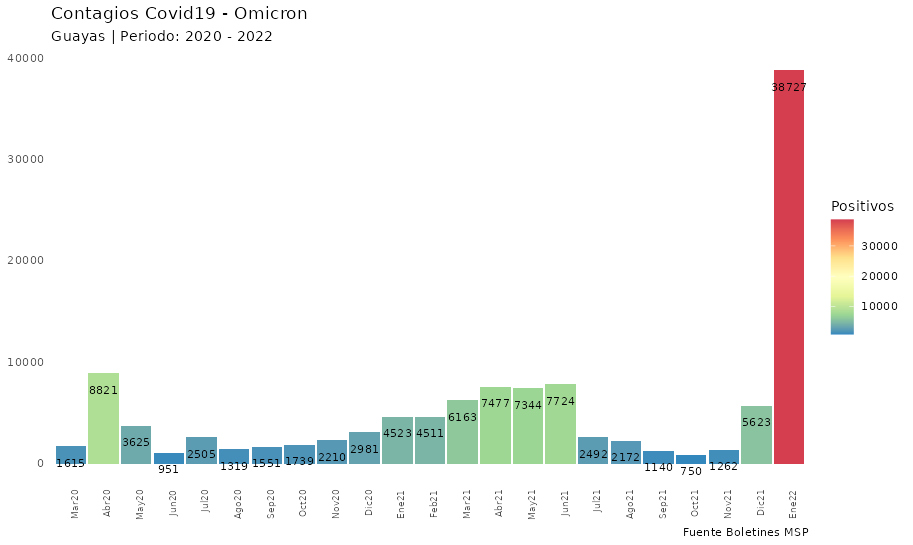 Contagios Covid19 - Omicron
Guayas | Periodo: 2020 - 2022
40000
30000
20000
10000
0
1615
8821
3625
951
2505
1319
1551
1739
2210
2981
4523
4511
6163
7477
7344
7724
2492
2172
1140
750
1262
5623
38727
Mar20
Abr20
May20
Jun20
Jul20
Ago20
Sep20
Oct20
Nov20
Dic20
Ene21
Feb21
Mar21
Abr21
May21
Jun21
Jul21
Ago21
Sep21
Oct21
Nov21
Dic21
Ene22
Positivos
30000
20000
10000
Fuente Boletines MSP